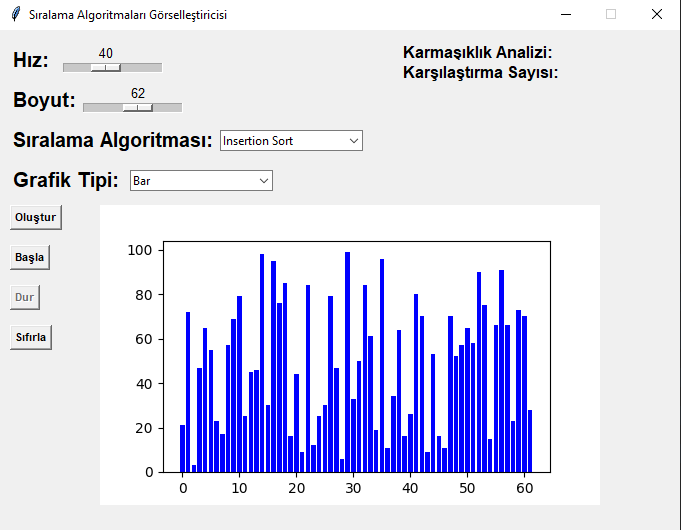 Sıralama Algoritmaları Görselleştiricisi
Hız: 40
Karmaşıklık Analizi:
Karşılaştırma Sayısı:
Boyut: 62
Sıralama Algoritması: Insertion Sort
Grafik Tipi: Bar
Oluştur
Başla
Dur
Sıfırla
100
80
60
40
20
0
0 10 20 30 40 50 60